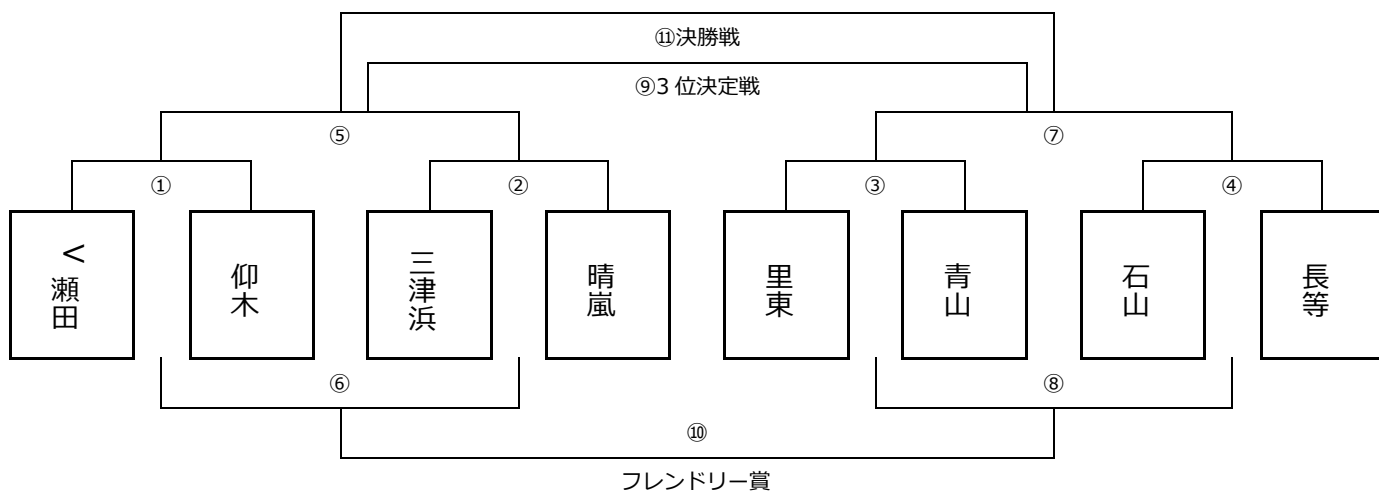 ⑪決勝戦
⑨3 位決定戦
⑤
⑦
①
②
③
④
く瀬田
仰木
三津浜
晴嵐
里東
青山
石山
長等
⑥
⑧
⑩
フレンドリー賞